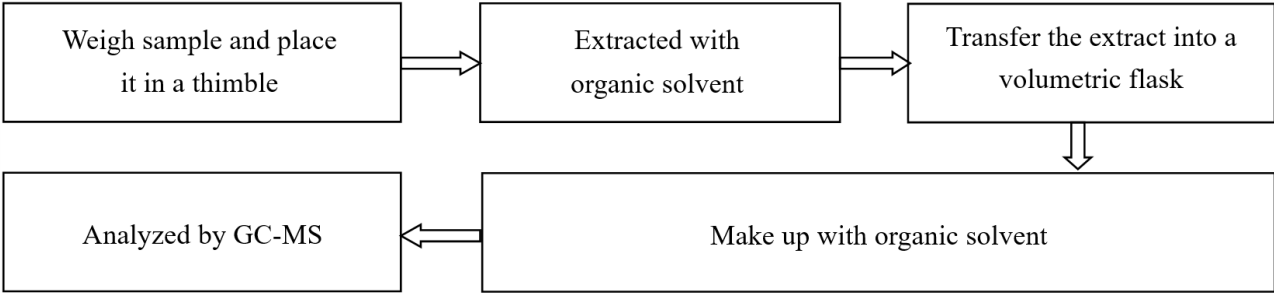 Weigh sample and place
it in a thimble
Extracted with
organic solvent
Transfer the extract into a
volumetric flask
Make up with organic solvent
Analyzed by GC-MS